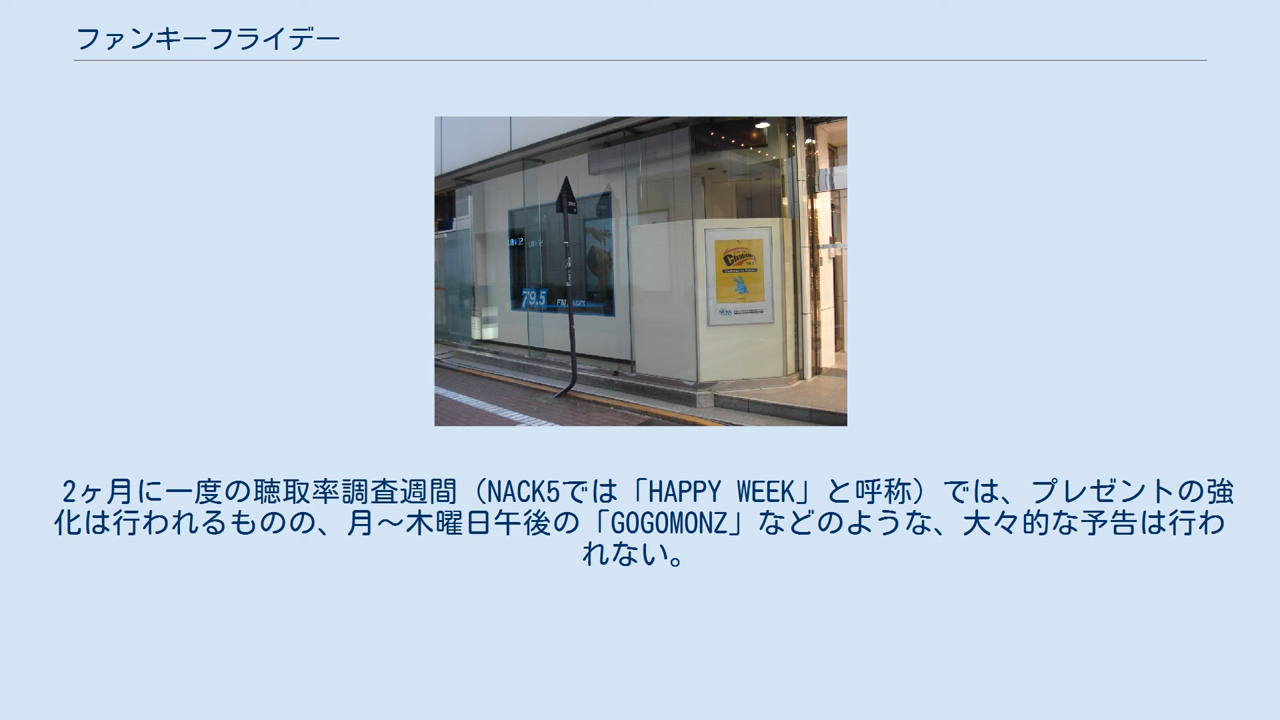 ファンキーフライデー
79.5
2ヶ月に一度の聴取率調査週間（NACK5では「HAPPY WEEK」と呼称）では、プレゼントの強
化は行われるものの、月〜木曜日午後の「GOGOMONZ」などのような、大々的な予告は行わ
れない。